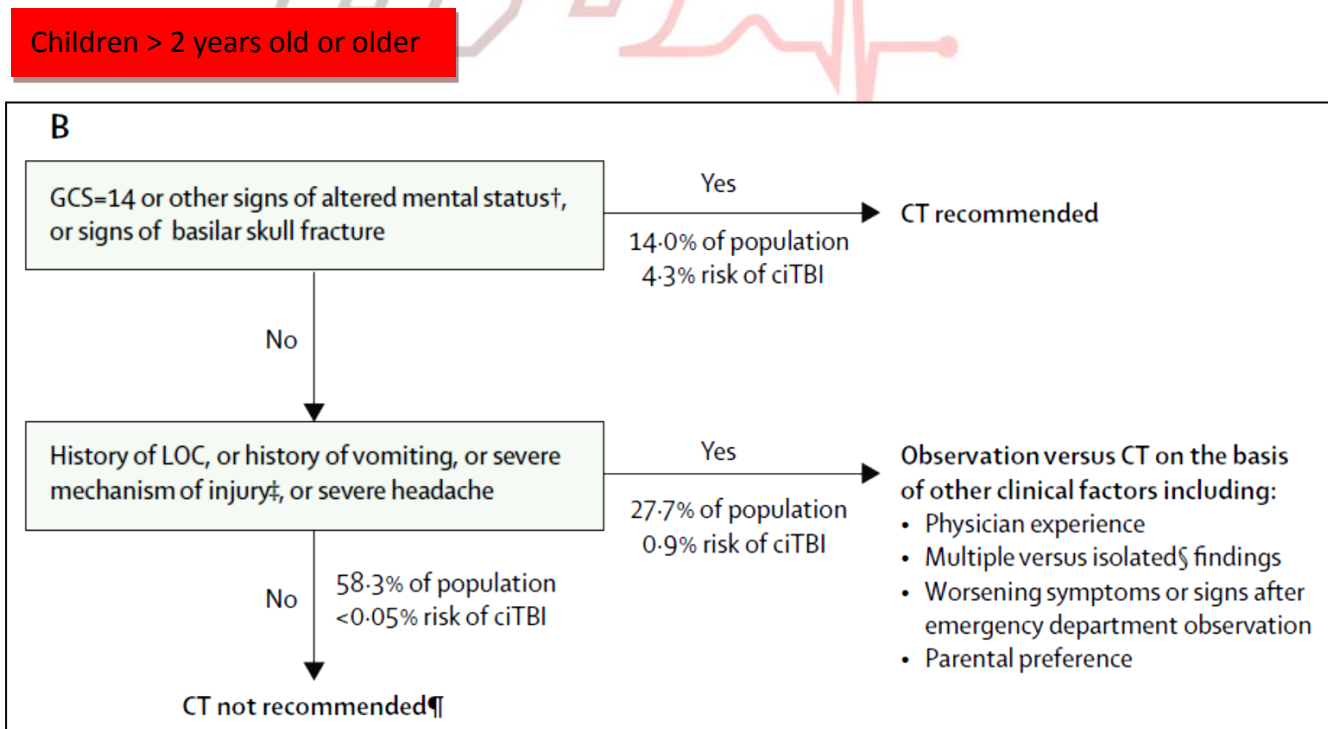 Children > 2 years old or older
B
GCS=14 or other signs of altered mental status†,
or signs of basilar skull fracture
Yes
14·0% of population
4·3% risk of ciTBI
CT recommended
No
History of LOC, or history of vomiting, or severe
mechanism of injury‡, or severe headache
Yes
27·7% of population
0·9% risk of ciTBI
Observation versus CT on the basis
of other clinical factors including:
• Physician experience
• Multiple versus isolated§ findings
• Worsening symptoms or signs after
emergency department observation
• Parental preference
No
58·3% of population
<0·05% risk of ciTBI
CT not recommended¶